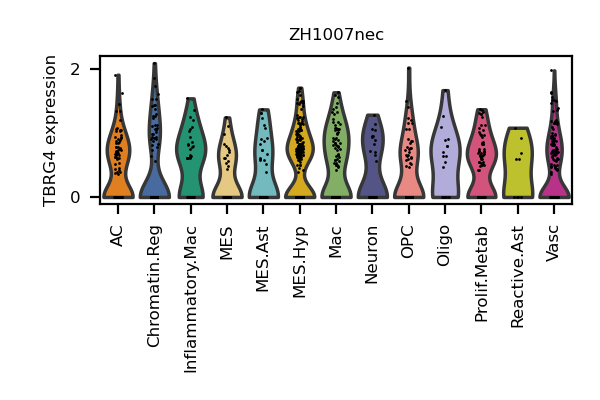 ZH1007nec
TBRG4 expression
2
0
AC
Chromatin.Reg
Inflammatory.Mac
MES
MES.Ast
MES.Hyp
Mac
Neuron
OPC
Oligo
Prolif.Metab
Reactive.Ast
Vasc